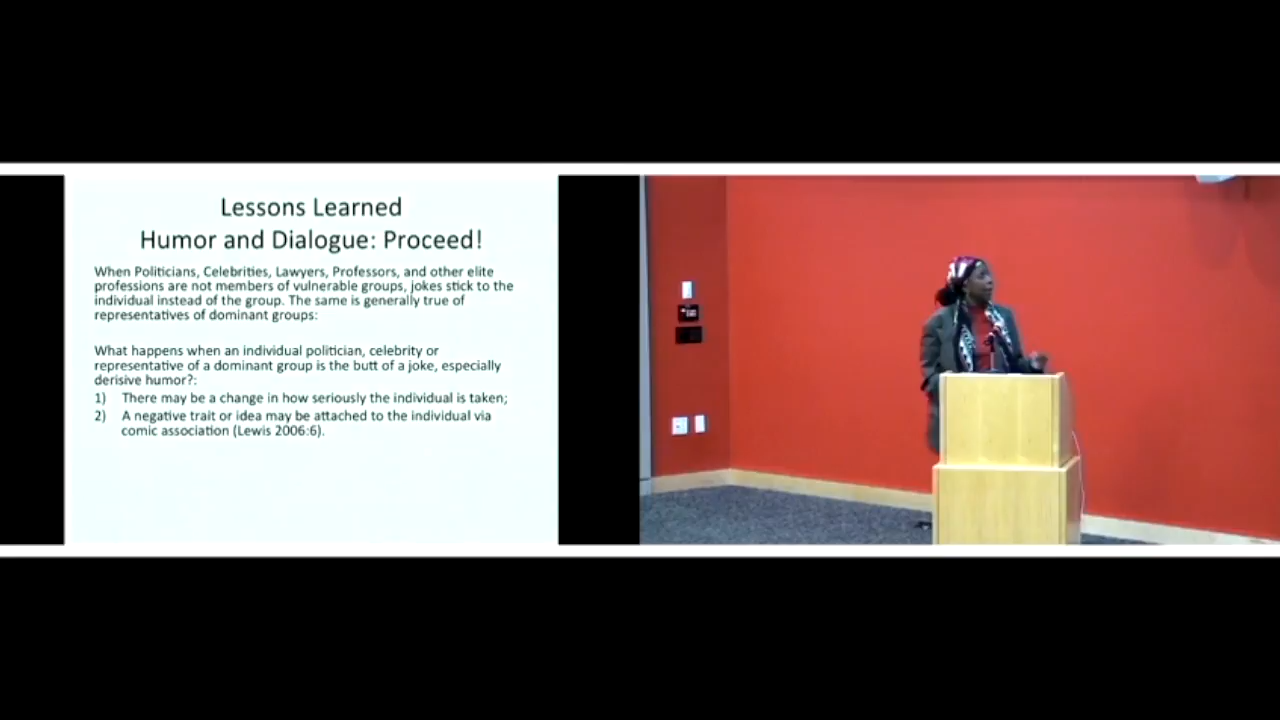 Lessons Learned
Humor and Dialogue: Proceed!
When Politicians, Celebrities, Lawyers, Professors, and other elite
professions are not members of vulnerable groups, jokes stick to the
individual instead of the group. The same is generally true of
representatives of dominant groups:
What happens when an individual politician, celebrity or
representative of a dominant group is the butt of a joke, especially
derisive humor?:
1) There may be a change in how seriously the individual is taken;
2) A negative trait or idea may be attached to the individual via
comic association (Lewis 2006:6).